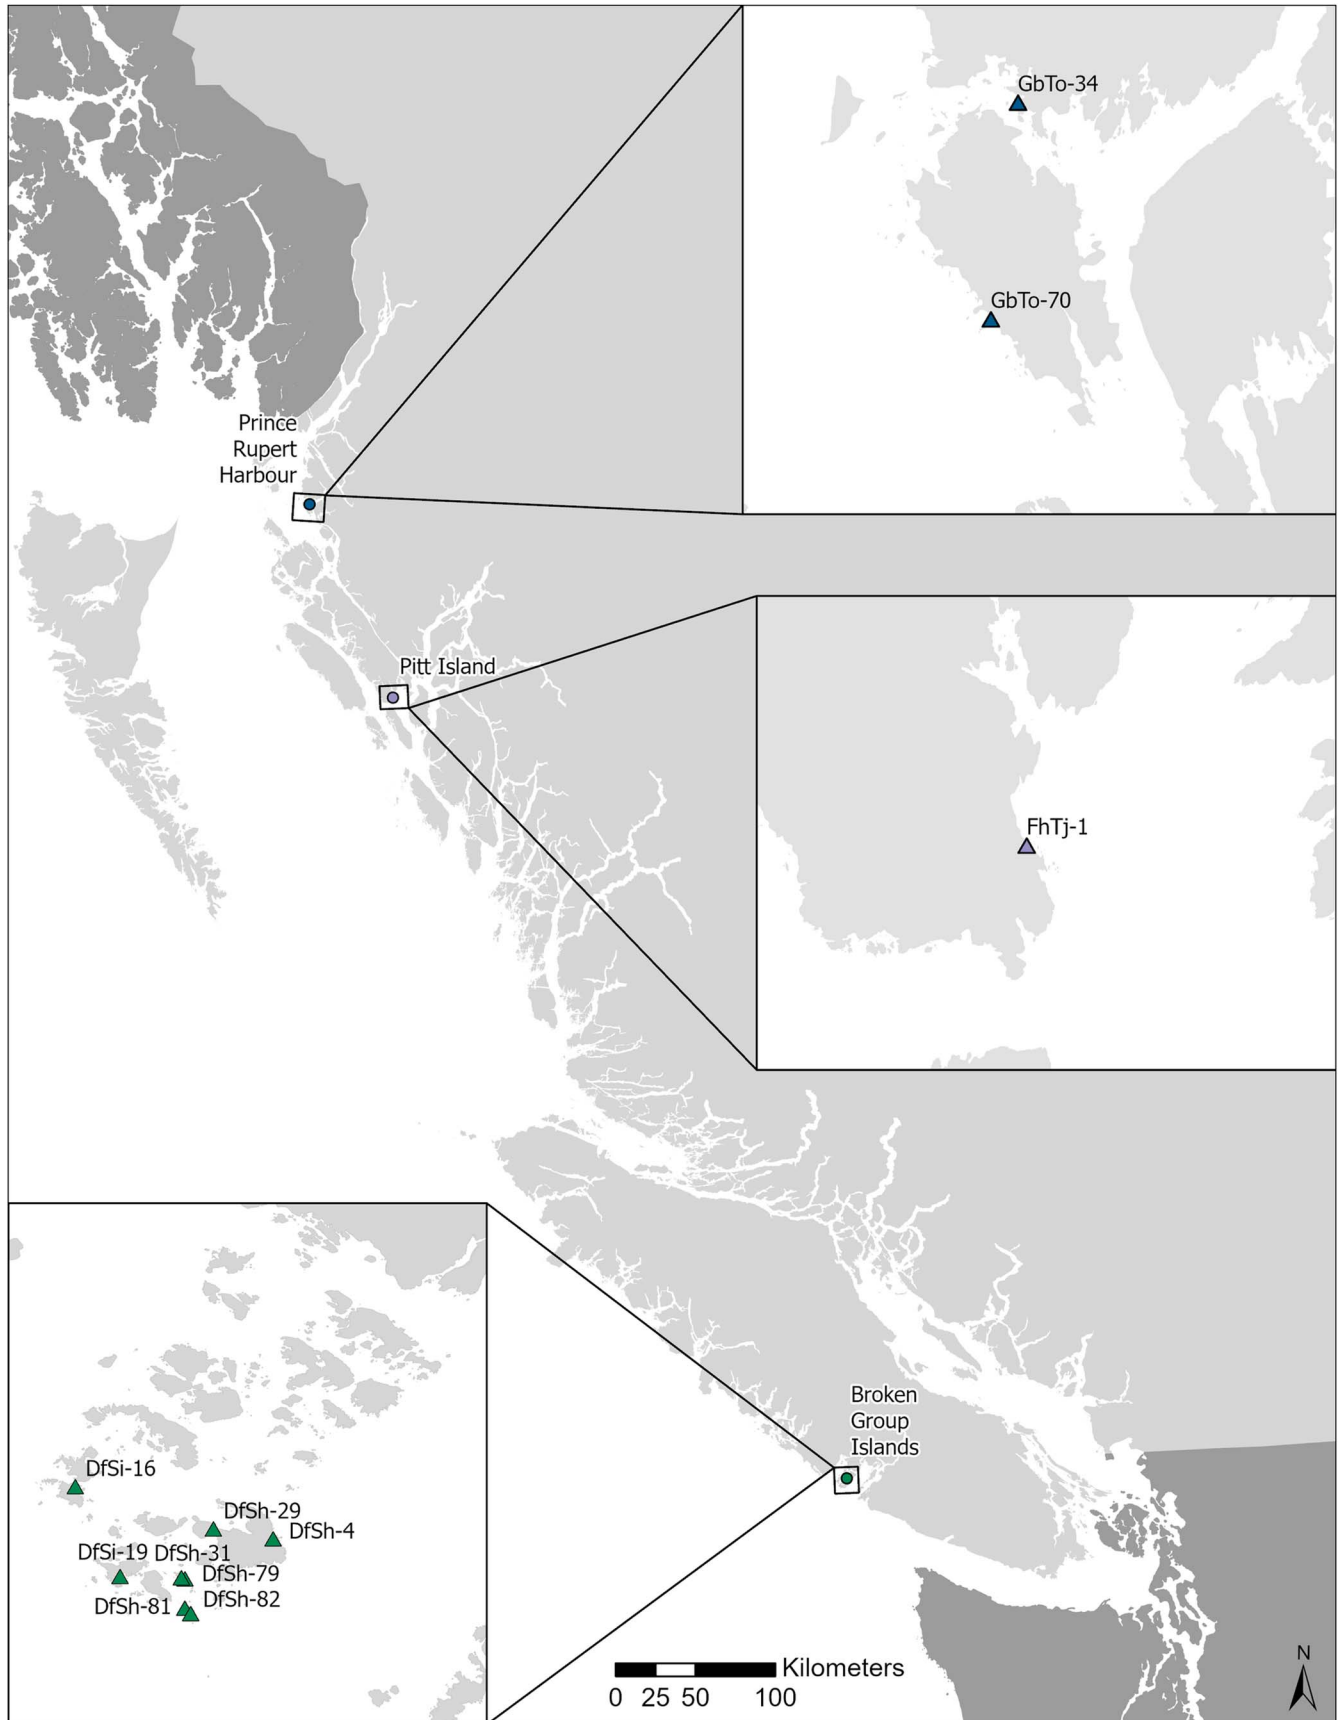 GbTo-34
GbTo-70
Prince
Rupert
Harbour
Pitt Island
FhTj-1
Broken
Group
Islands
DfSi-16
DfSh-29
DfSh-4
DfSi-19 DfSh-31
DfSh-79
DfSh-82
DfSh-81
Kilometers
0 25 50 100
N